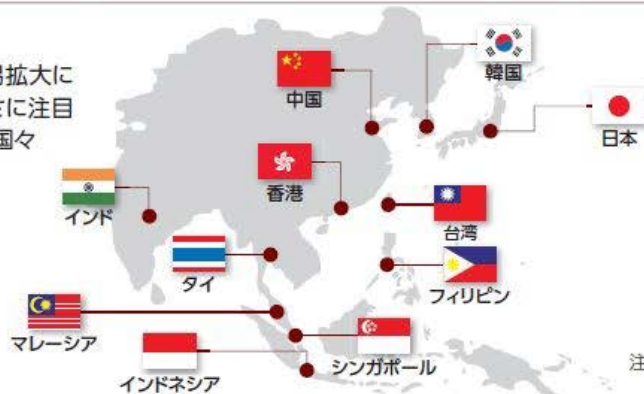 易拡大に
さに注目
国々
中国
韓国
日本
香港
インド
台湾
タイ
フィリピン
マレーシア
シンガポール
インドネシア
注